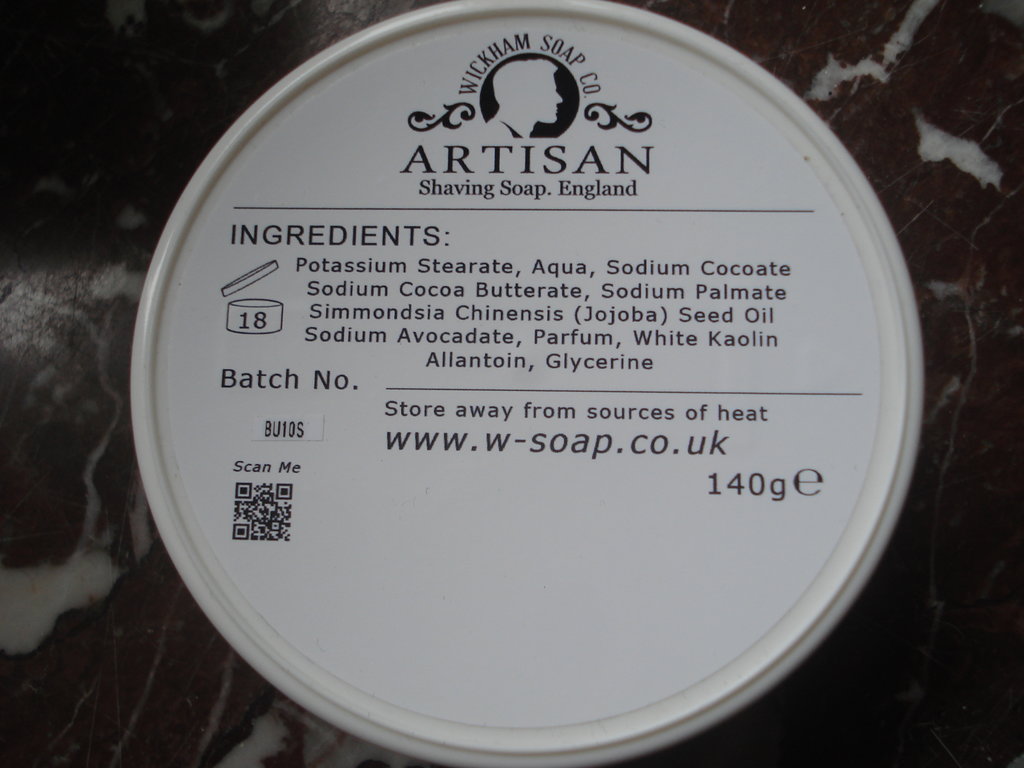 WICKHAM SOAP CO.
ARTISAN
Shaving Soap. England
INGREDIENTS:
Potassium Stearate, Aqua, Sodium Cocoate
Sodium Cocoa Butterate, Sodium Palmate
Simmondsia Chinensis (Jojoba) Seed Oil
Sodium Avocadate, Parfum, White Kaolin
Allantoin, Glycerine
18
Batch No.
BU10S
Store away from sources of heat
www.w-soap.co.uk
Scan Me
140g℮